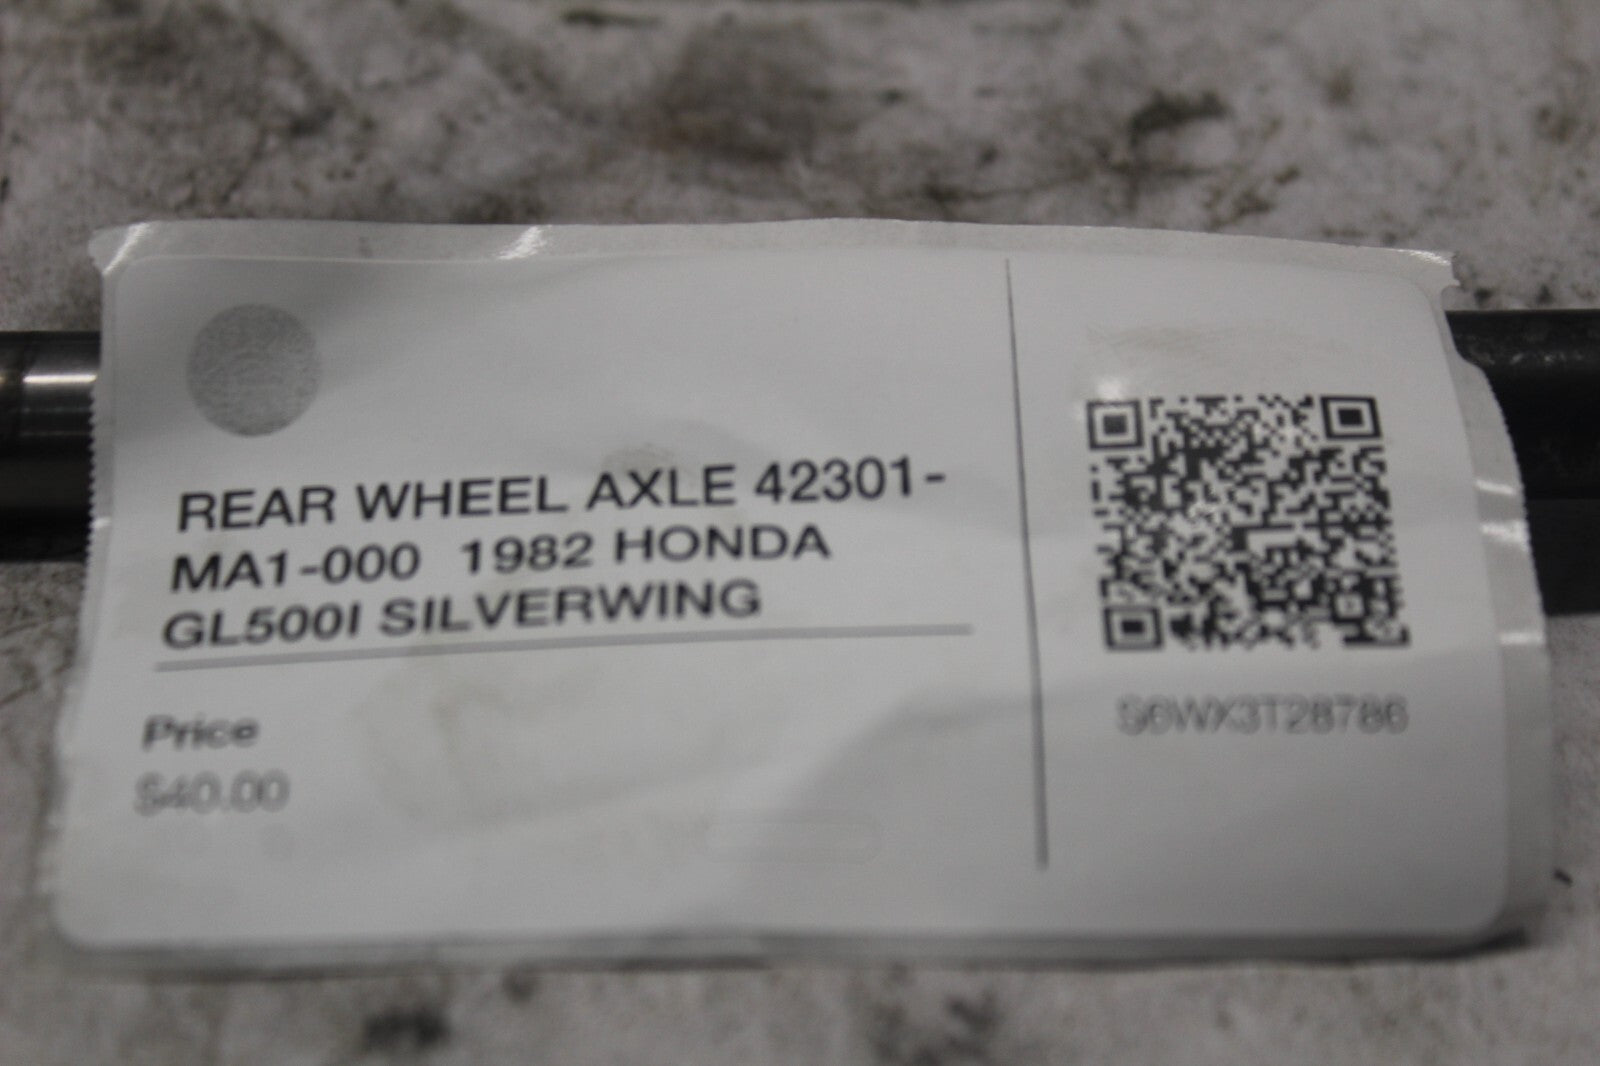 REAR WHEEL AXLE 42301-
MA1-000 1982 HONDA
GL500I SILVERWING
Price
$40.00
S6WX3T28786